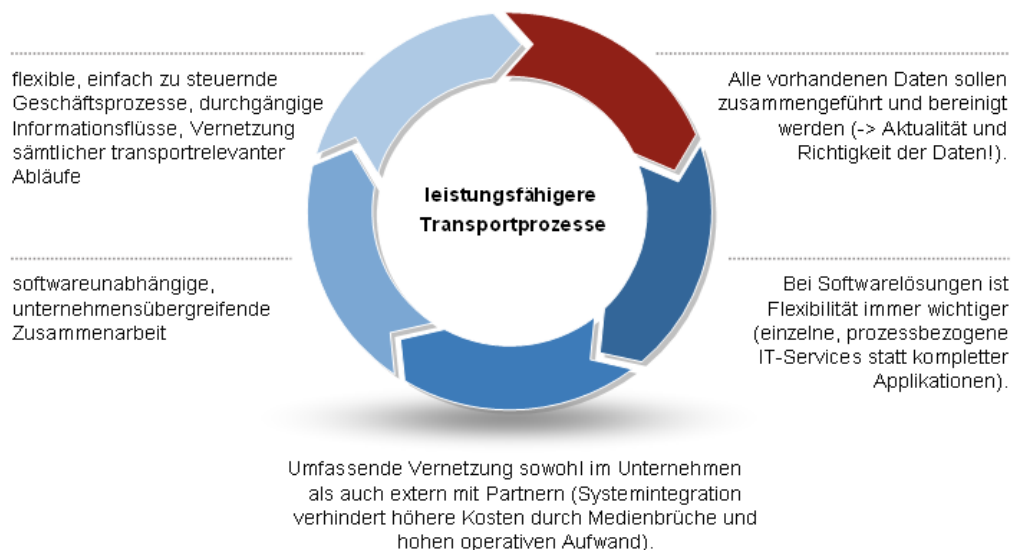 flexible, einfach zu steuernde
Geschäftsprozesse, durchgängige
Informationsflüsse, Vernetzung
sämtlicher transportrelevanter
Abläufe
Alle vorhandenen Daten sollen
zusammengeführt und bereinigt
werden (-> Aktualität und
Richtigkeit der Daten!).
leistungsfähigere
Transportprozesse
softwareunabhängige,
unternehmensübergreifende
Zusammenarbeit
Bei Softwarelösungen ist
Flexibilität immer wichtiger
(einzelne, prozessbezogene
IT-Services statt kompletter
Applikationen).
Umfassende Vernetzung sowohl im Unternehmen
als auch extern mit Partnern (Systemintegration
verhindert höhere Kosten durch Medienbrüche und
hohen operativen Aufwand).